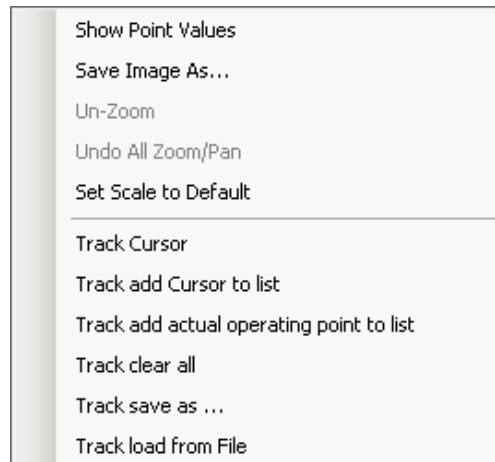 Show Point Values
Save Image As...
Un-Zoom
Undo All Zoom/Pan
Set Scale to Default
Track Cursor
Track add Cursor to list
Track add actual operating point to list
Track clear all
Track save as ...
Track load from File